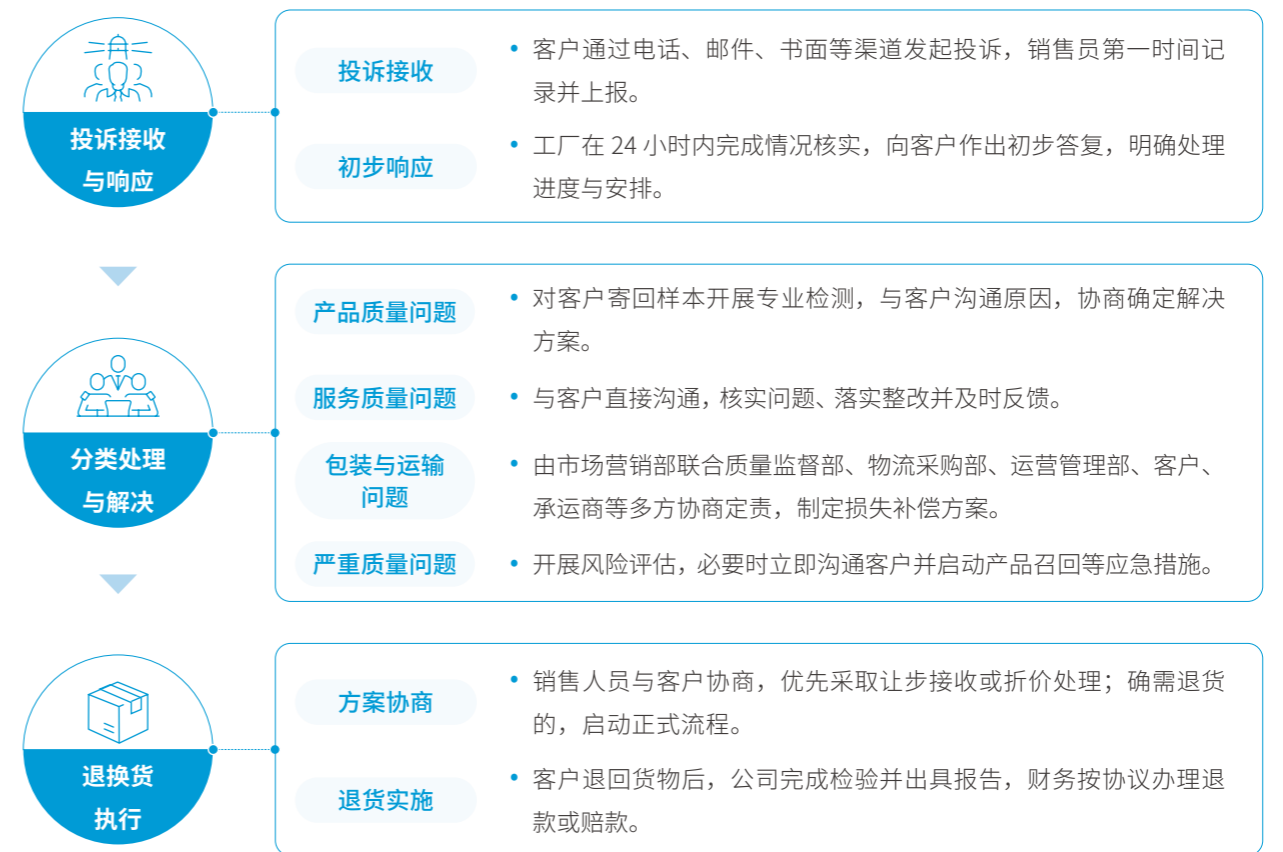 投诉接收
与响应
投诉接收
• 客户通过电话、邮件、书面等渠道发起投诉，销售员第一时间记
录并上报。
初步响应
• 工厂在 24 小时内完成情况核实，向客户作出初步答复，明确处理
进度与安排。
分类处理
与解决
产品质量问题
• 对客户寄回样本开展专业检测，与客户沟通原因，协商确定解决
方案。
服务质量问题
• 与客户直接沟通，核实问题、落实整改并及时反馈。
包装与运输
问题
• 由市场营销部联合质量监督部、物流采购部、运营管理部、客户、
承运商等多方协商定责，制定损失补偿方案。
严重质量问题
• 开展风险评估，必要时立即沟通客户并启动产品召回等应急措施。
退换货
执行
方案协商
• 销售人员与客户协商，优先采取让步接收或折价处理；确需退货
的，启动正式流程。
退货实施
• 客户退回货物后，公司完成检验并出具报告，财务按协议办理退
款或赔款。